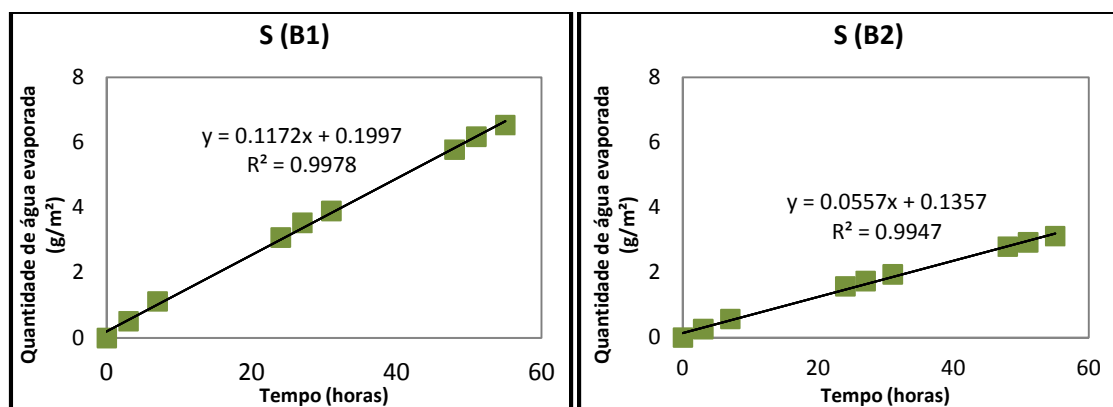 S (B1)
Quantidade de água evaporada
(g/m²)
8
6
4
2
0
y = 0.1172x + 0.1997
R² = 0.9978
0 20 40 60
Tempo (horas)
S (B2)
Quantidade de água evaporada
(g/m²)
8
6
4
2
0
y = 0.0557x + 0.1357
R² = 0.9947
0 20 40 60
Tempo (horas)